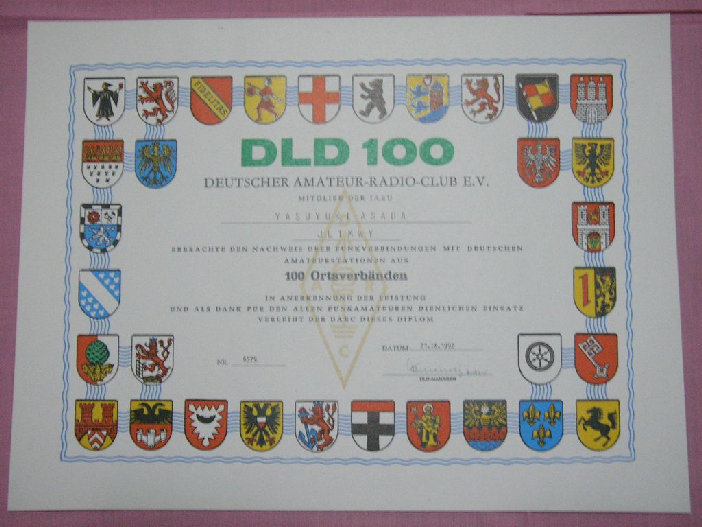 FIDELITAS
DLD 100
DEUTSCHER AMATEUR-RADIO-CLUB E.V.
MITGLIED DER IARU
YASUYUKI ASADA
ERBRACHTE DEN NACHWEIS ÜBER FUNKVERBINDUNGEN MIT DEUTSCHEN
AMATEURSTATIONEN AUS
100 Ortsverbänden
IN ANERKENNUNG DER LEISTUNG
UND ALS DANK FÜR DEN ALLEN FUNKAMATEUREN DIENLICHEN EINSATZ
VERLEIHT DER DARC DIESES DIPLOM
NR.
DATUM